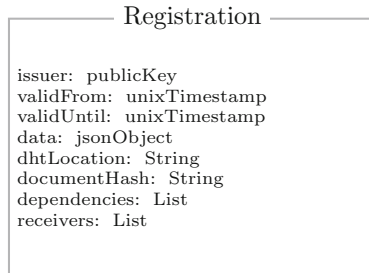 Registration
issuer: publicKey
validFrom: unixTimestamp
validUntil: unixTimestamp
data: jsonObject
dhtLocation: String
documentHash: String
dependencies: List
receivers: List